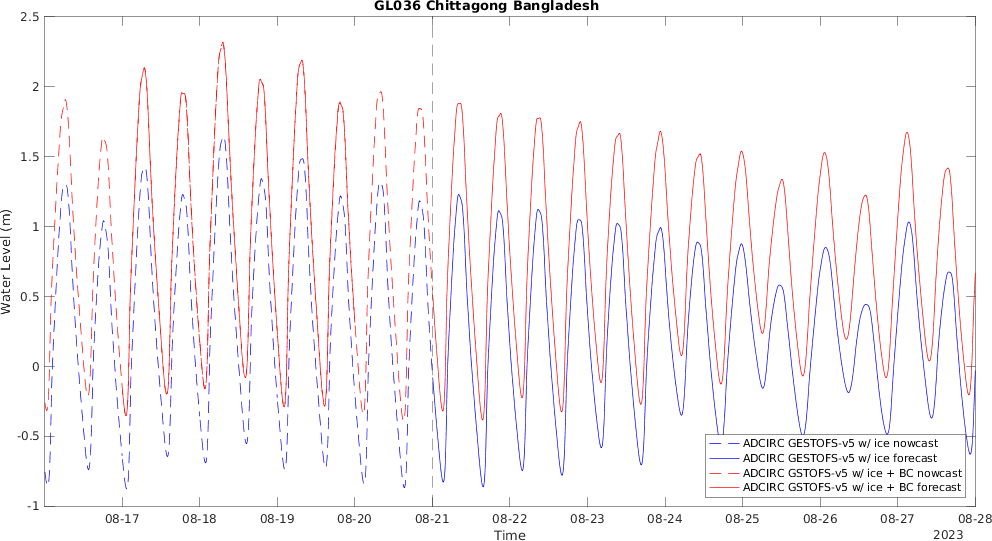 GL036 Chittagong Bangladesh
2.5
2
1.5
1
0.5
0
-0.5
-1
Water Level (m)
08-17 08-18 08-19 08-20 08-21 08-22 08-23 08-24 08-25 08-26 08-27 08-28
Time
2023
ADCIRC GESTOFS-v5 w/ ice nowcast
ADCIRC GESTOFS-v5 w/ ice forecast
ADCIRC GSTOFS-v5 w/ ice + BC nowcast
ADCIRC GSTOFS-v5 w/ ice + BC forecast